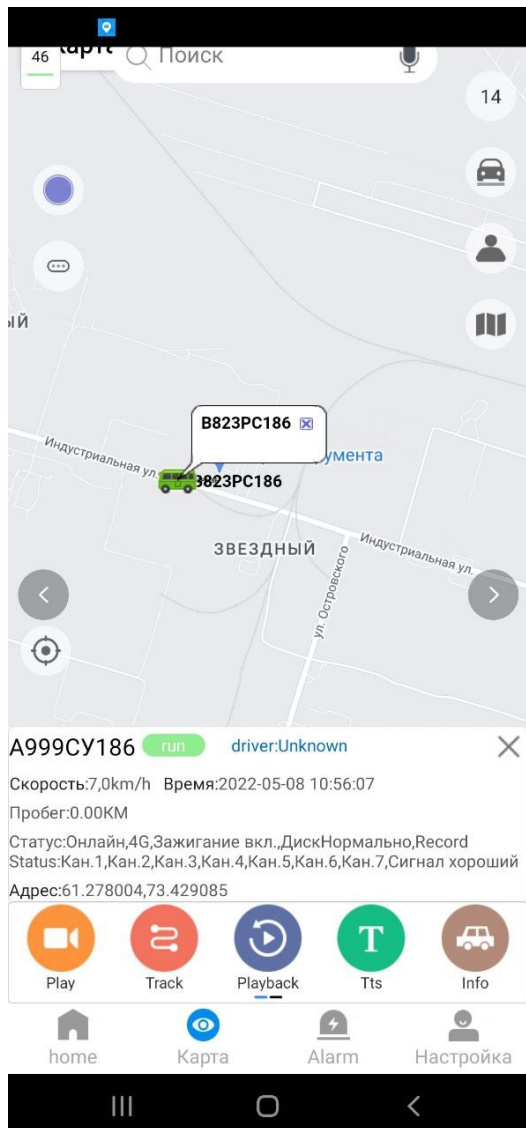 46
Поиск
14
ый
B823PC186
умента
Индустриальная ул.
B823PC186
ЗВЕЗДНЫЙ
Индустриальная ул.
ул. Островского
А999СУ186 run driver:Unknown
Скорость:7,0km/h Время:2022-05-08 10:56:07
Пробег:0.00KM
Статус:Онлайн,4G,Зажигание вкл.,ДискНормально,Record
Status:Кан.1,Кан.2,Кан.3,Кан.4,Кан.5,Кан.6,Кан.7,Сигнал хороший
Адрес:61.278004,73.429085
T
Play Track Playback Tts Info
home Карта Alarm Настройка